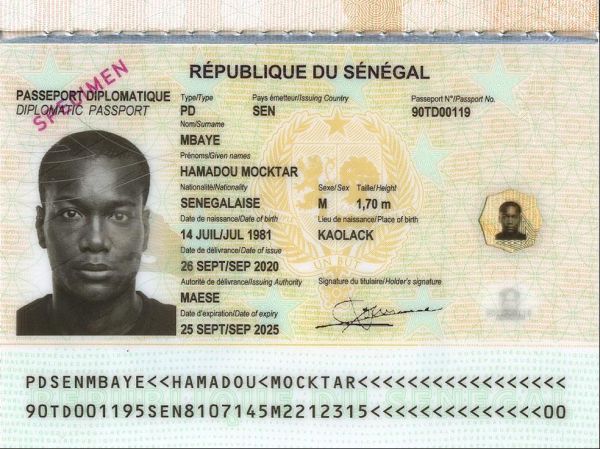 RÉPUBLIQUE DU SÉNÉGAL
SPECIMEN
PASSEPORT DIPLOMATIQUE
DIPLOMATIC PASSPORT
Type/Type Pays émetteur/Issuing Country Passeport N°/Passport No.
PD SEN 90TD00119
Nom/Surname
MBAYE
Prénoms/Given names
HAMADOU MOCKTAR
Nationalité/Nationality Sexe/Sex Taille/Height
SENEGALAISE M 1,70 m
Date de naissance/Date of birth Lieu de naissance/Place of birth
14 JUIL/JUL 1981 KAOLACK
Date de délivrance/Date of issue
26 SEPT/SEP 2020
UN BUT
Autorité de délivrance/Issuing Authority Signature du titulaire/Holder's signature
MAESE
Date d'expiration/Date of expiry
25 SEPT/SEP 2025
PDSENMBAYE<<HAMADOU<MOCKTAR<<<<<<<<<<<<<<<<<
90TD001195SEN8107145M2212315<<<<<<<<<<<<<<00